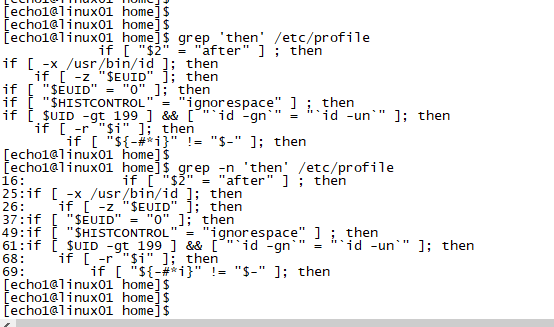 [echo1@linux01 home]$
[echo1@linux01 home]$
[echo1@linux01 home]$
[echo1@linux01 home]$ grep 'then' /etc/profile
            if [ "$2" = "after" ] ; then
if [ -x /usr/bin/id ]; then
    if [ -z "$EUID" ]; then
if [ "$EUID" = "0" ]; then
if [ "$HISTCONTROL" = "ignorespace" ] ; then
if [ $UID -gt 199 ] && [ "`id -gn`" = "`id -un`" ]; then
    if [ -r "$i" ]; then
        if [ "${-#*i}" != "$-" ]; then
[echo1@linux01 home]$
[echo1@linux01 home]$ grep -n 'then' /etc/profile
16:            if [ "$2" = "after" ] ; then
25:if [ -x /usr/bin/id ]; then
26:    if [ -z "$EUID" ]; then
37:if [ "$EUID" = "0" ]; then
49:if [ "$HISTCONTROL" = "ignorespace" ] ; then
61:if [ $UID -gt 199 ] && [ "`id -gn`" = "`id -un`" ]; then
68:    if [ -r "$i" ]; then
69:        if [ "${-#*i}" != "$-" ]; then
[echo1@linux01 home]$
[echo1@linux01 home]$
[echo1@linux01 home]$